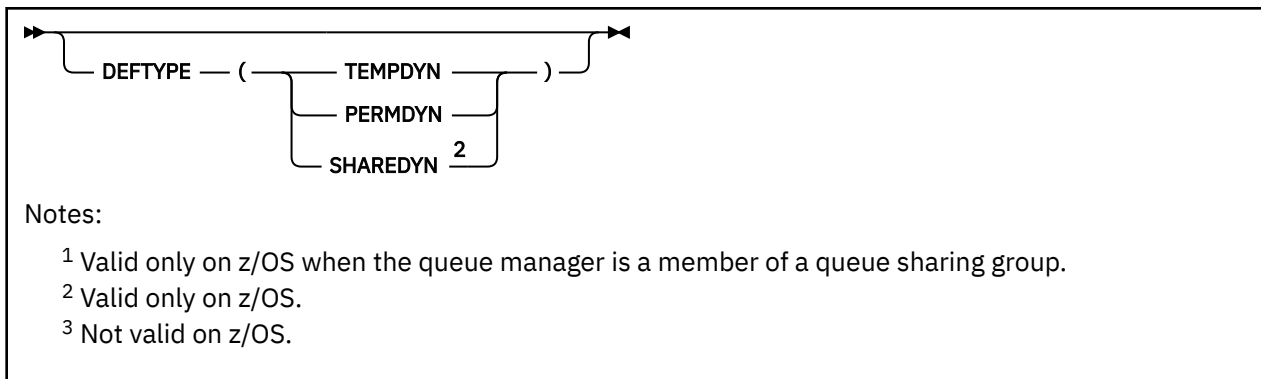 DEFTYPE ( TEMPDYN )
PERMDYN
SHAREDYN 2
Notes:
1 Valid only on z/OS when the queue manager is a member of a queue sharing group.
2 Valid only on z/OS.
3 Not valid on z/OS.